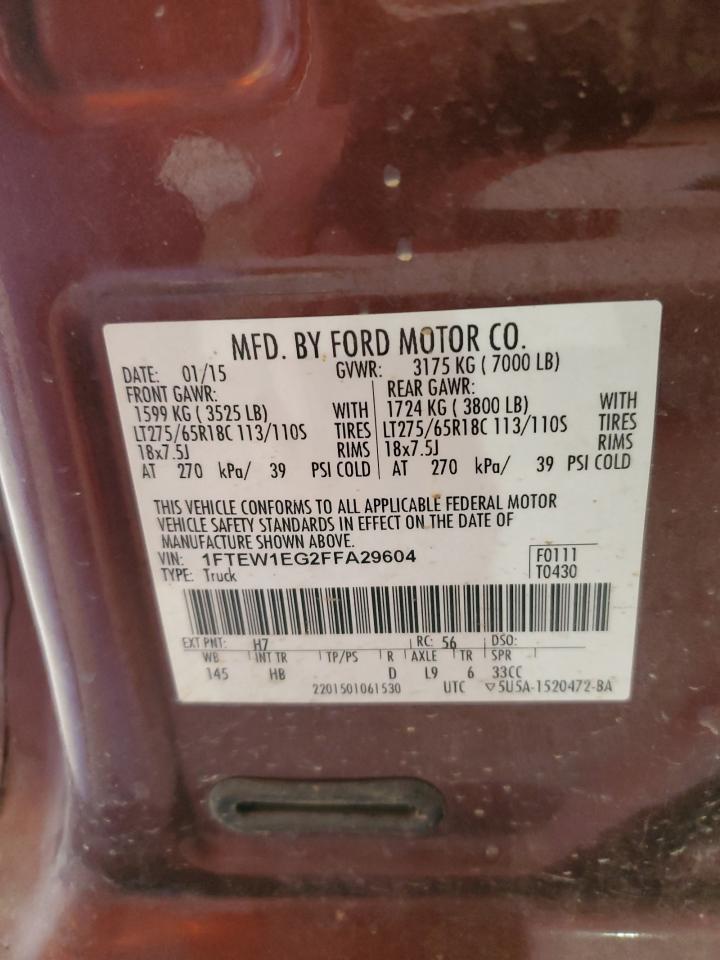 MFD. BY FORD MOTOR CO.
DATE: 01/15 GVWR: 3175 KG ( 7000 LB)
FRONT GAWR: REAR GAWR:
1599 KG ( 3525 LB) WITH 1724 KG ( 3800 LB) WITH
LT275/65R18C 113/110S TIRES LT275/65R18C 113/110S TIRES
18x7.5J RIMS 18x7.5J RIMS
AT 270 kPa/ 39 PSI COLD AT 270 kPa/ 39 PSI COLD
THIS VEHICLE CONFORMS TO ALL APPLICABLE FEDERAL MOTOR
VEHICLE SAFETY STANDARDS IN EFFECT ON THE DATE OF
MANUFACTURE SHOWN ABOVE.
VIN: 1FTEW1EG2FFA29604 F0111
TYPE: Truck T0430
EXT PNT: H7 RC: 56 DSO:
WB INT TR TP/PS R AXLE TR SPR
145 HB D L9 6 33CC
2201501061530 UTC ▽5U5A-1520472-BA